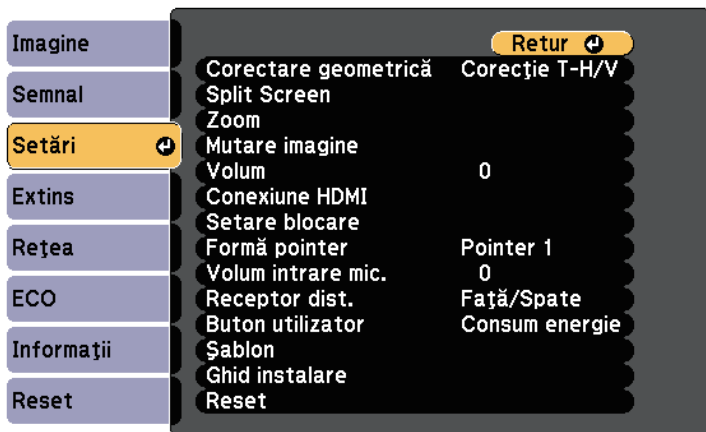 Imagine
Semnal
Setări
Extins
Reţea
ECO
Informaţii
Reset
Retur
Corectare geometrică Corecţie T-H/V
Split Screen
Zoom
Mutare imagine
Volum 0
Conexiune HDMI
Setare blocare
Formă pointer Pointer 1
Volum intrare mic. 0
Receptor dist. Faţă/Spate
Buton utilizator Consum energie
Şablon
Ghid instalare
Reset